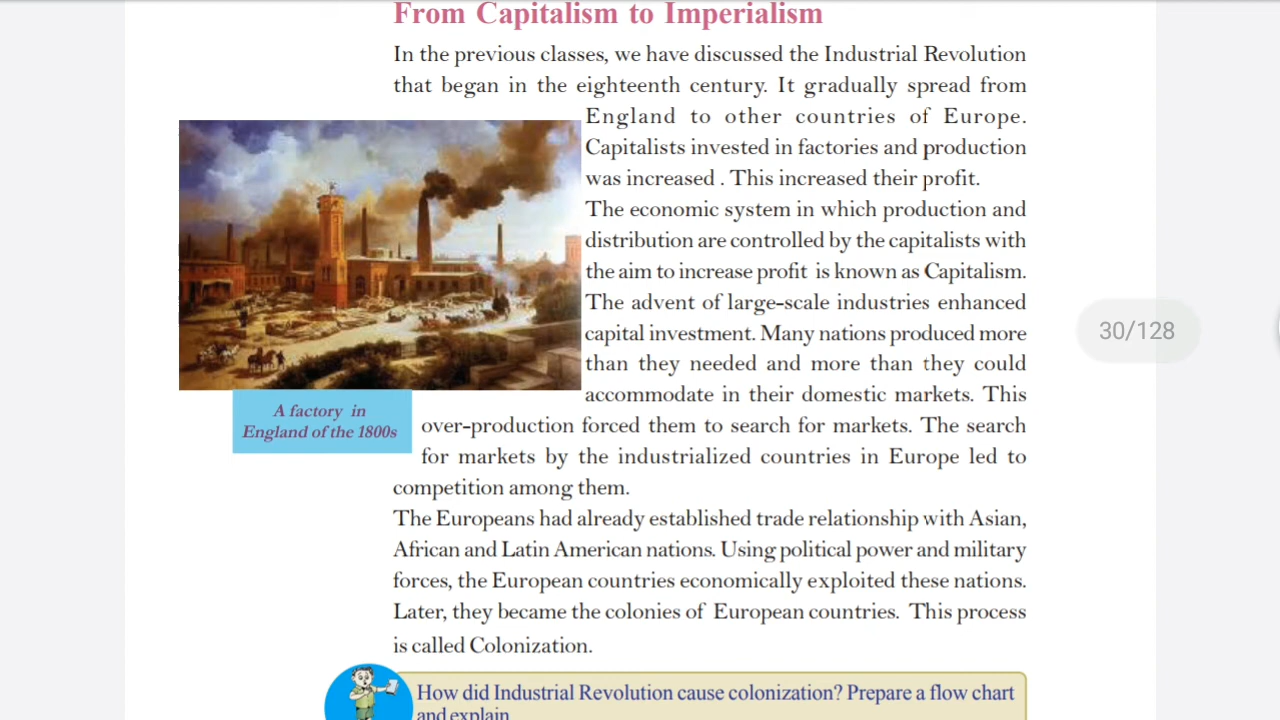 From Capitalism to Imperialism
In the previous classes, we have discussed the Industrial Revolution
that began in the eighteenth century. It gradually spread from
England to other countries of Europe.
Capitalists invested in factories and production
was increased . This increased their profit.
The economic system in which production and
distribution are controlled by the capitalists with
the aim to increase profit is known as Capitalism.
The advent of large-scale industries enhanced
capital investment. Many nations produced more
than they needed and more than they could
accommodate in their domestic markets. This
over-production forced them to search for markets. The search
for markets by the industrialized countries in Europe led to
competition among them.
The Europeans had already established trade relationship with Asian,
African and Latin American nations. Using political power and military
forces, the European countries economically exploited these nations.
Later, they became the colonies of European countries. This process
is called Colonization.
A factory in
England of the 1800s
30/128
How did Industrial Revolution cause colonization? Prepare a flow chart
and explain